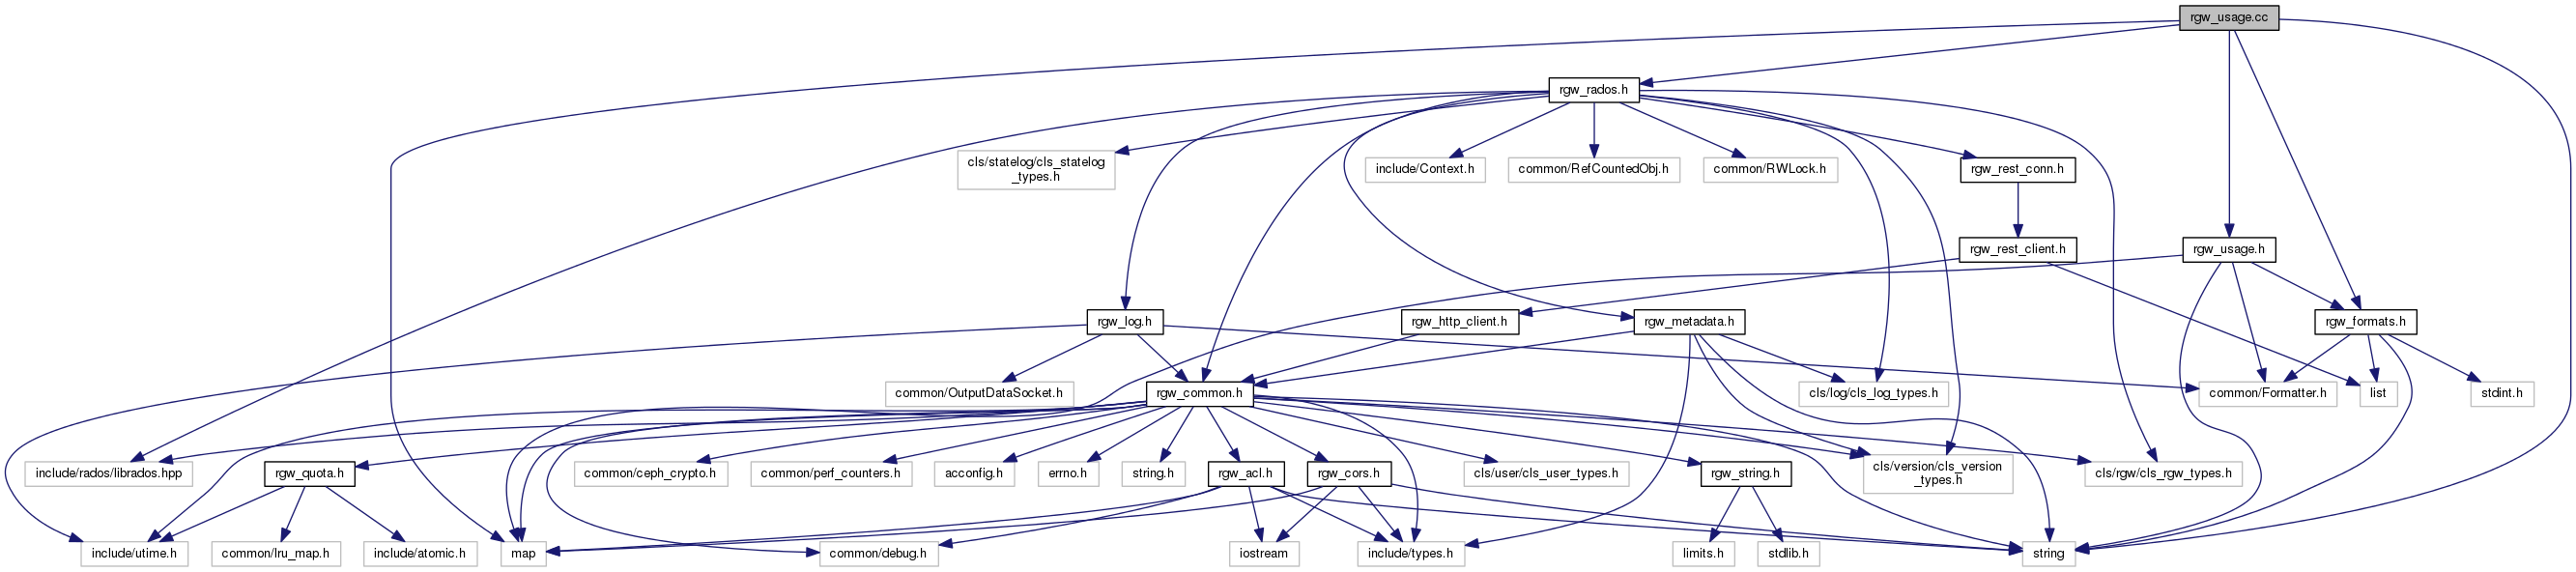 rgw_usage.cc
rgw_rados.h
cls/statelog/cls_statelog
_types.h
include/Context.h
common/RefCountedObj.h
common/RWLock.h
rgw_rest_conn.h
rgw_rest_client.h
rgw_usage.h
rgw_log.h
rgw_http_client.h
rgw_metadata.h
rgw_formats.h
common/OutputDataSocket.h
rgw_common.h
cls/log/cls_log_types.h
common/Formatter.h
list
stdint.h
include/rados/librados.hpp
rgw_quota.h
common/ceph_crypto.h
common/perf_counters.h
acconfig.h
errno.h
string.h
rgw_acl.h
rgw_cors.h
cls/user/cls_user_types.h
rgw_string.h
cls/version/cls_version
_types.h
cls/rgw/cls_rgw_types.h
include/utime.h
common/lru_map.h
include/atomic.h
map
common/debug.h
iostream
include/types.h
limits.h
stdlib.h
string